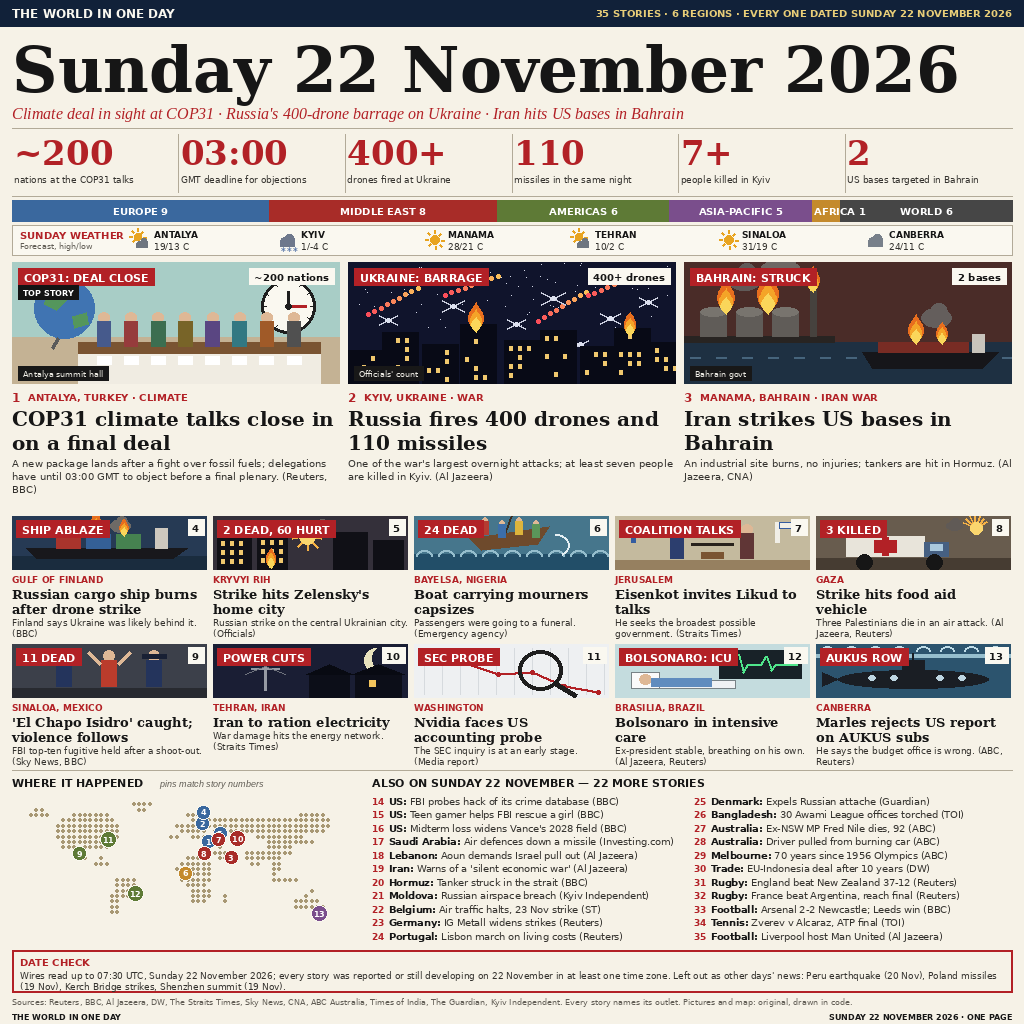 THE WORLD IN ONE DAY
35 STORIES · 6 REGIONS · EVERY ONE DATED SUNDAY 22 NOVEMBER 2026
Sunday 22 November 2026
Climate deal in sight at COP31 · Russia's 400-drone barrage on Ukraine · Iran hits US bases in Bahrain
~200
nations at the COP31 talks
03:00
GMT deadline for objections
400+
drones fired at Ukraine
110
missiles in the same night
7+
people killed in Kyiv
2
US bases targeted in Bahrain
EUROPE 9
MIDDLE EAST 8
AMERICAS 6
ASIA-PACIFIC 5
AFRICA 1
WORLD 6
SUNDAY WEATHER
Forecast, high/low
ANTALYA
19/13 C
KYIV
1/-4 C
MANAMA
28/21 C
TEHRAN
10/2 C
SINALOA
31/19 C
CANBERRA
24/11 C
COP31: DEAL CLOSE
TOP STORY
~200 nations
Antalya summit hall
UKRAINE: BARRAGE
400+ drones
Officials' count
BAHRAIN: STRUCK
2 bases
Bahrain govt
1 ANTALYA, TURKEY · CLIMATE
COP31 climate talks close in
on a final deal
A new package lands after a fight over fossil fuels; delegations
have until 03:00 GMT to object before a final plenary. (Reuters,
BBC)
2 KYIV, UKRAINE · WAR
Russia fires 400 drones and
110 missiles
One of the war's largest overnight attacks; at least seven people
are killed in Kyiv. (Al Jazeera)
3 MANAMA, BAHRAIN · IRAN WAR
Iran strikes US bases in
Bahrain
An industrial site burns, no injuries; tankers are hit in Hormuz. (Al
Jazeera, CNA)
SHIP ABLAZE
4
GULF OF FINLAND
Russian cargo ship burns
after drone strike
Finland says Ukraine was likely behind it.
(BBC)
2 DEAD, 60 HURT
5
KRYVYI RIH
Strike hits Zelensky's
home city
Russian strike on the central Ukrainian city.
(Officials)
24 DEAD
6
BAYELSA, NIGERIA
Boat carrying mourners
capsizes
Passengers were going to a funeral.
(Emergency agency)
COALITION TALKS
7
JERUSALEM
Eisenkot invites Likud to
talks
He seeks the broadest possible
government. (Straits Times)
3 KILLED
8
GAZA
Strike hits food aid
vehicle
Three Palestinians die in an air attack. (Al
Jazeera, Reuters)
11 DEAD
9
SINALOA, MEXICO
'El Chapo Isidro' caught;
violence follows
FBI top-ten fugitive held after a shoot-out.
(Sky News, BBC)
POWER CUTS
10
TEHRAN, IRAN
Iran to ration electricity
War damage hits the energy network.
(Straits Times)
SEC PROBE
11
WASHINGTON
Nvidia faces US
accounting probe
The SEC inquiry is at an early stage.
(Media report)
BOLSONARO: ICU
12
BRASILIA, BRAZIL
Bolsonaro in intensive
care
Ex-president stable, breathing on his own.
(Al Jazeera, Reuters)
AUKUS ROW
13
CANBERRA
Marles rejects US report
on AUKUS subs
He says the budget office is wrong. (ABC,
Reuters)
WHERE IT HAPPENED
pins match story numbers
4
2
7
10
11
9
8
3
6
12
13
ALSO ON SUNDAY 22 NOVEMBER — 22 MORE STORIES
14 US: FBI probes hack of its crime database (BBC)
15 US: Teen gamer helps FBI rescue a girl (BBC)
16 US: Midterm loss widens Vance's 2028 field (BBC)
17 Saudi Arabia: Air defences down a missile (Investing.com)
18 Lebanon: Aoun demands Israel pull out (Al Jazeera)
19 Iran: Warns of a 'silent economic war' (Al Jazeera)
20 Hormuz: Tanker struck in the strait (BBC)
21 Moldova: Russian airspace breach (Kyiv Independent)
22 Belgium: Air traffic halts, 23 Nov strike (ST)
23 Germany: IG Metall widens strikes (Reuters)
24 Portugal: Lisbon march on living costs (Reuters)
25 Denmark: Expels Russian attache (Guardian)
26 Bangladesh: 30 Awami League offices torched (TOI)
27 Australia: Ex-NSW MP Fred Nile dies, 92 (ABC)
28 Australia: Driver pulled from burning car (ABC)
29 Melbourne: 70 years since 1956 Olympics (ABC)
30 Trade: EU-Indonesia deal after 10 years (DW)
31 Rugby: England beat New Zealand 37-12 (Reuters)
32 Rugby: France beat Argentina, reach final (Reuters)
33 Football: Arsenal 2-2 Newcastle; Leeds win (BBC)
34 Tennis: Zverev v Alcaraz, ATP final (TOI)
35 Football: Liverpool host Man United (Al Jazeera)
DATE CHECK
Wires read up to 07:30 UTC, Sunday 22 November 2026; every story was reported or still developing on 22 November in at least one time zone. Left out as other days' news: Peru earthquake (20 Nov), Poland missiles
(19 Nov), Kerch Bridge strikes, Shenzhen summit (19 Nov).
Sources: Reuters, BBC, Al Jazeera, DW, The Straits Times, Sky News, CNA, ABC Australia, Times of India, The Guardian, Kyiv Independent. Every story names its outlet. Pictures and map: original, drawn in code.
THE WORLD IN ONE DAY
SUNDAY 22 NOVEMBER 2026 · ONE PAGE